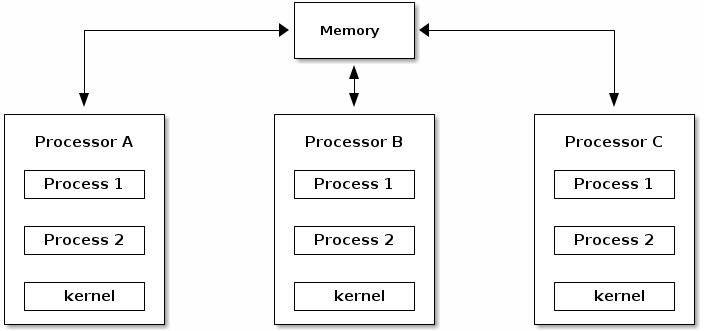 Memory
Processor A
Process 1
Process 2
kernel
Processor B
Process 1
Process 2
kernel
Processor C
Process 1
Process 2
kernel